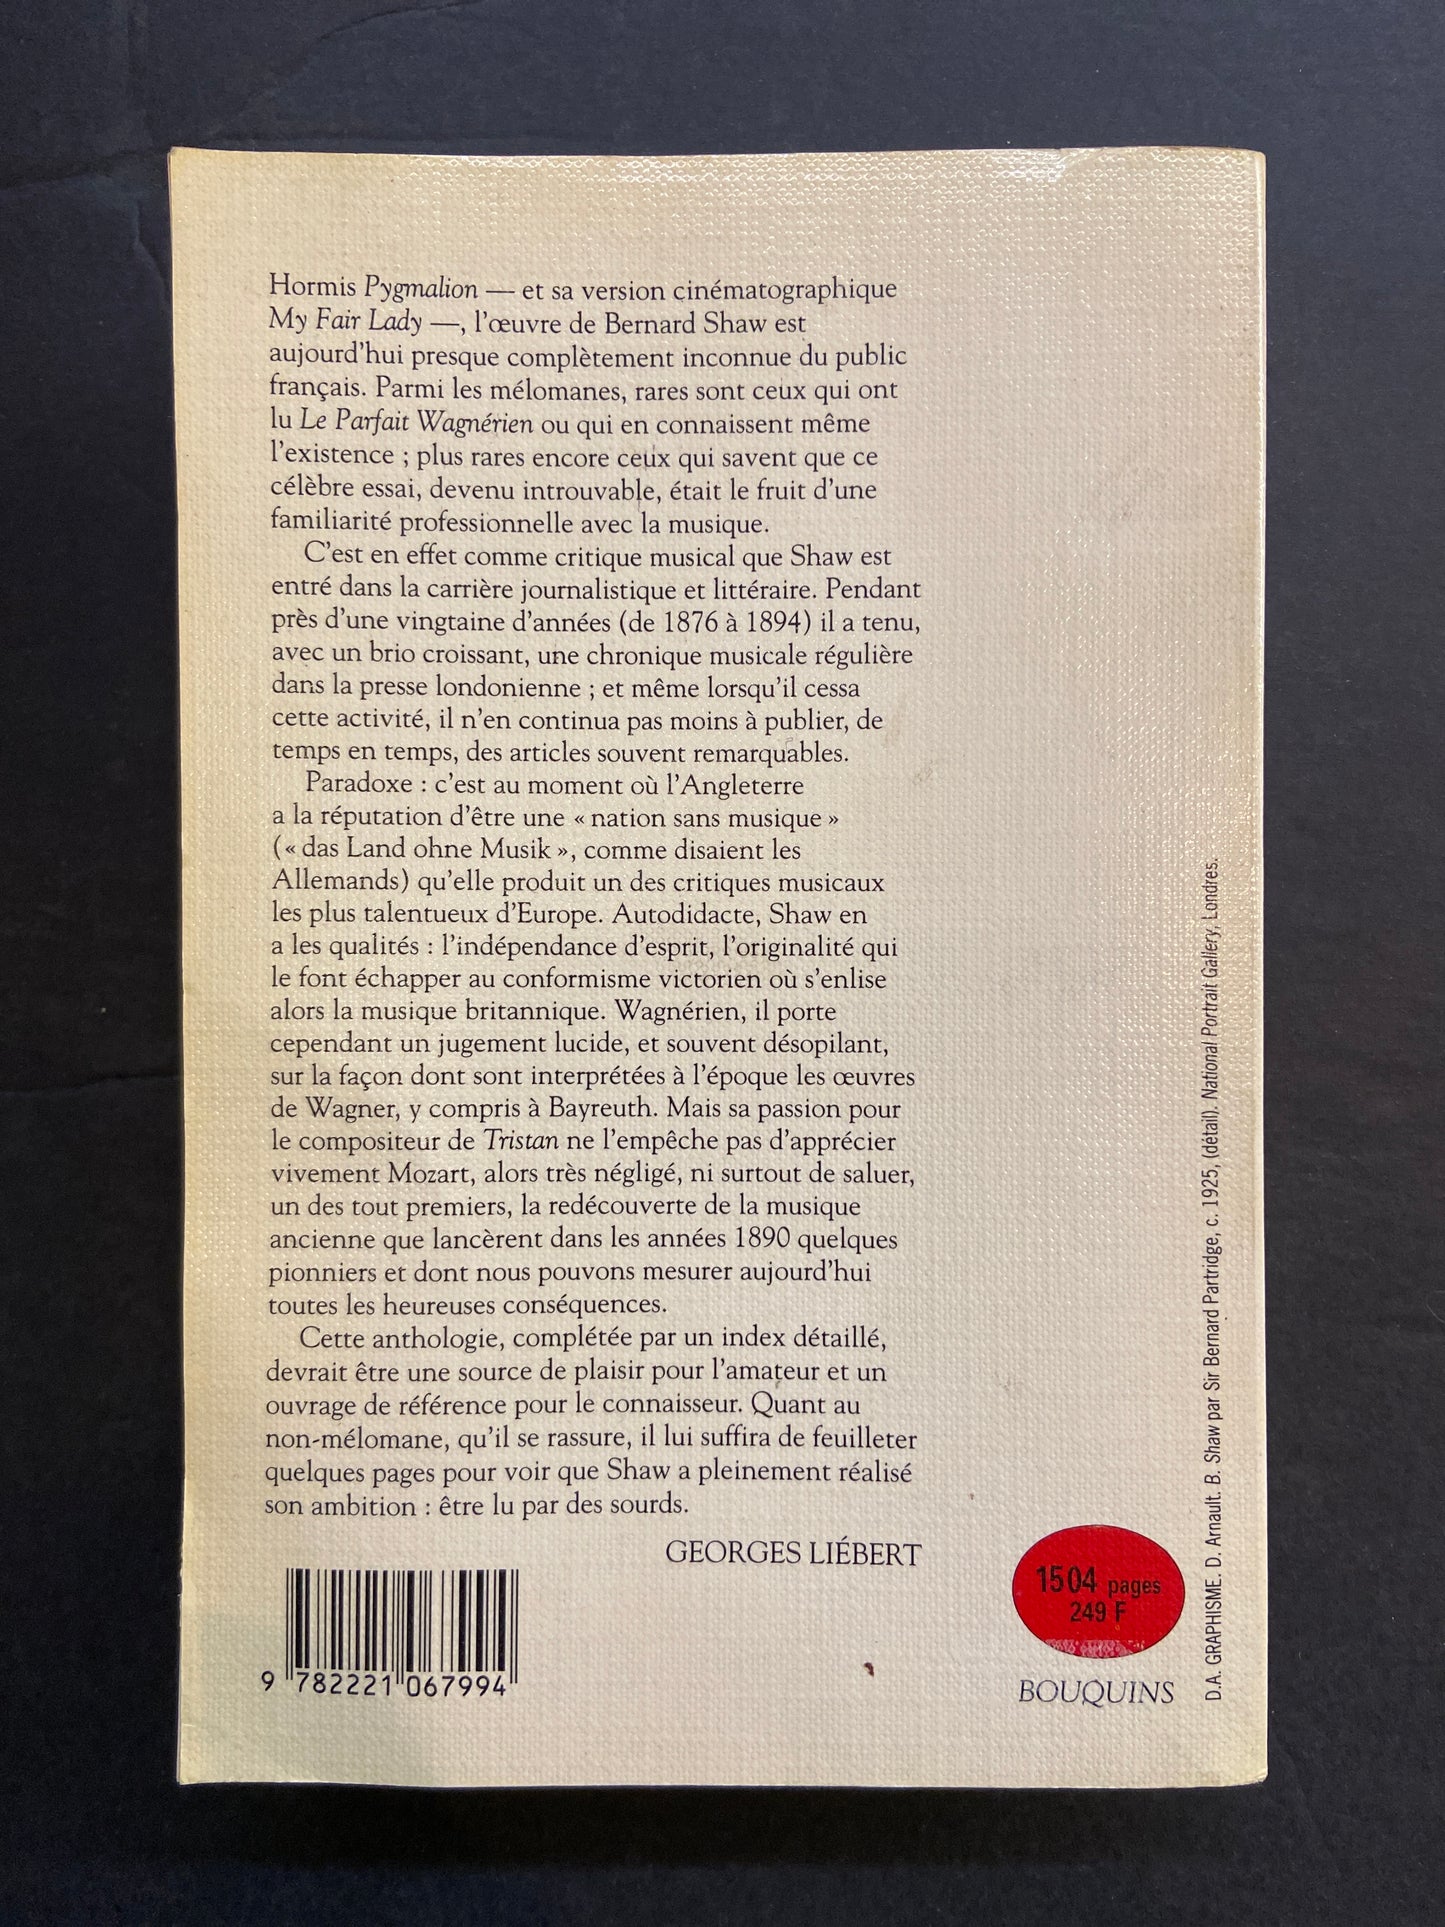 Hormis Pygmalion — et sa version cinématographique
My Fair Lady —, l'œuvre de Bernard Shaw est
aujourd'hui presque complètement inconnue du public
français. Parmi les mélomanes, rares sont ceux qui ont
lu Le Parfait Wagnérien ou qui en connaissent même
l'existence ; plus rares encore ceux qui savent que ce
célèbre essai, devenu introuvable, était le fruit d'une
familiarité professionnelle avec la musique.
C'est en effet comme critique musical que Shaw est
entré dans la carrière journalistique et littéraire. Pendant
près d'une vingtaine d'années (de 1876 à 1894) il a tenu,
avec un brio croissant, une chronique musicale régulière
dans la presse londonienne ; et même lorsqu'il cessa
cette activité, il n'en continua pas moins à publier, de
temps en temps, des articles souvent remarquables.
Paradoxe : c'est au moment où l'Angleterre
a la réputation d'être une « nation sans musique »
(« das Land ohne Musik », comme disaient les
Allemands) qu'elle produit un des critiques musicaux
les plus talentueux d'Europe. Autodidacte, Shaw en
a les qualités : l'indépendance d'esprit, l'originalité qui
le font échapper au conformisme victorien où s'enlise
alors la musique britannique. Wagnérien, il porte
cependant un jugement lucide, et souvent désopilant,
sur la façon dont sont interprétées à l'époque les œuvres
de Wagner, y compris à Bayreuth. Mais sa passion pour
le compositeur de Tristan ne l'empêche pas d'apprécier
vivement Mozart, alors très négligé, ni surtout de saluer,
un des tout premiers, la redécouverte de la musique
ancienne que lancèrent dans les années 1890 quelques
pionniers et dont nous pouvons mesurer aujourd'hui
toutes les heureuses conséquences.
Cette anthologie, complétée par un index détaillé,
devrait être une source de plaisir pour l'amateur et un
ouvrage de référence pour le connaisseur. Quant au
non-mélomane, qu'il se rassure, il lui suffira de feuilleter
quelques pages pour voir que Shaw a pleinement réalisé
son ambition : être lu par des sourds.
GEORGES LIÉBERT
9 782221 067994
1504 pages
249 F
BOUQUINS
D.A. GRAPHISME. D. Arnault. B. Shaw par Sir Bernard Partridge, c. 1925, (détail). National Portrait Gallery, Londres.